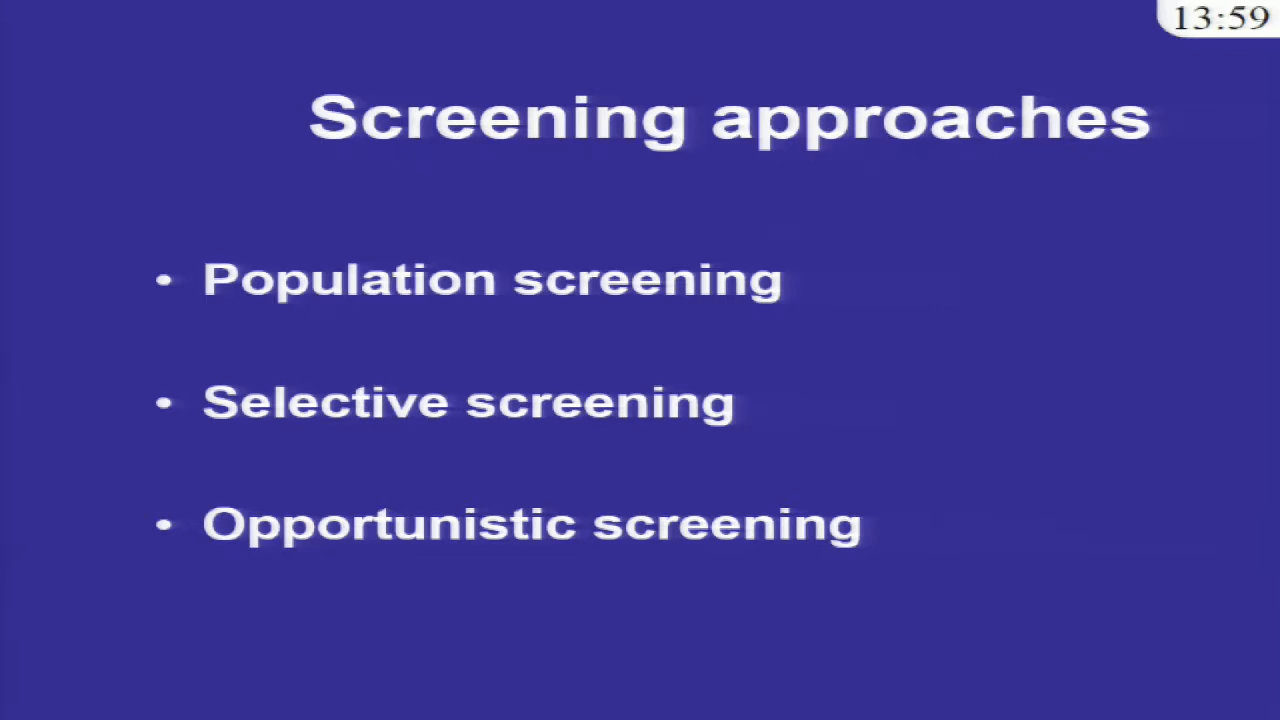 13:59
Screening approaches
• Population screening
• Selective screening
• Opportunistic screening